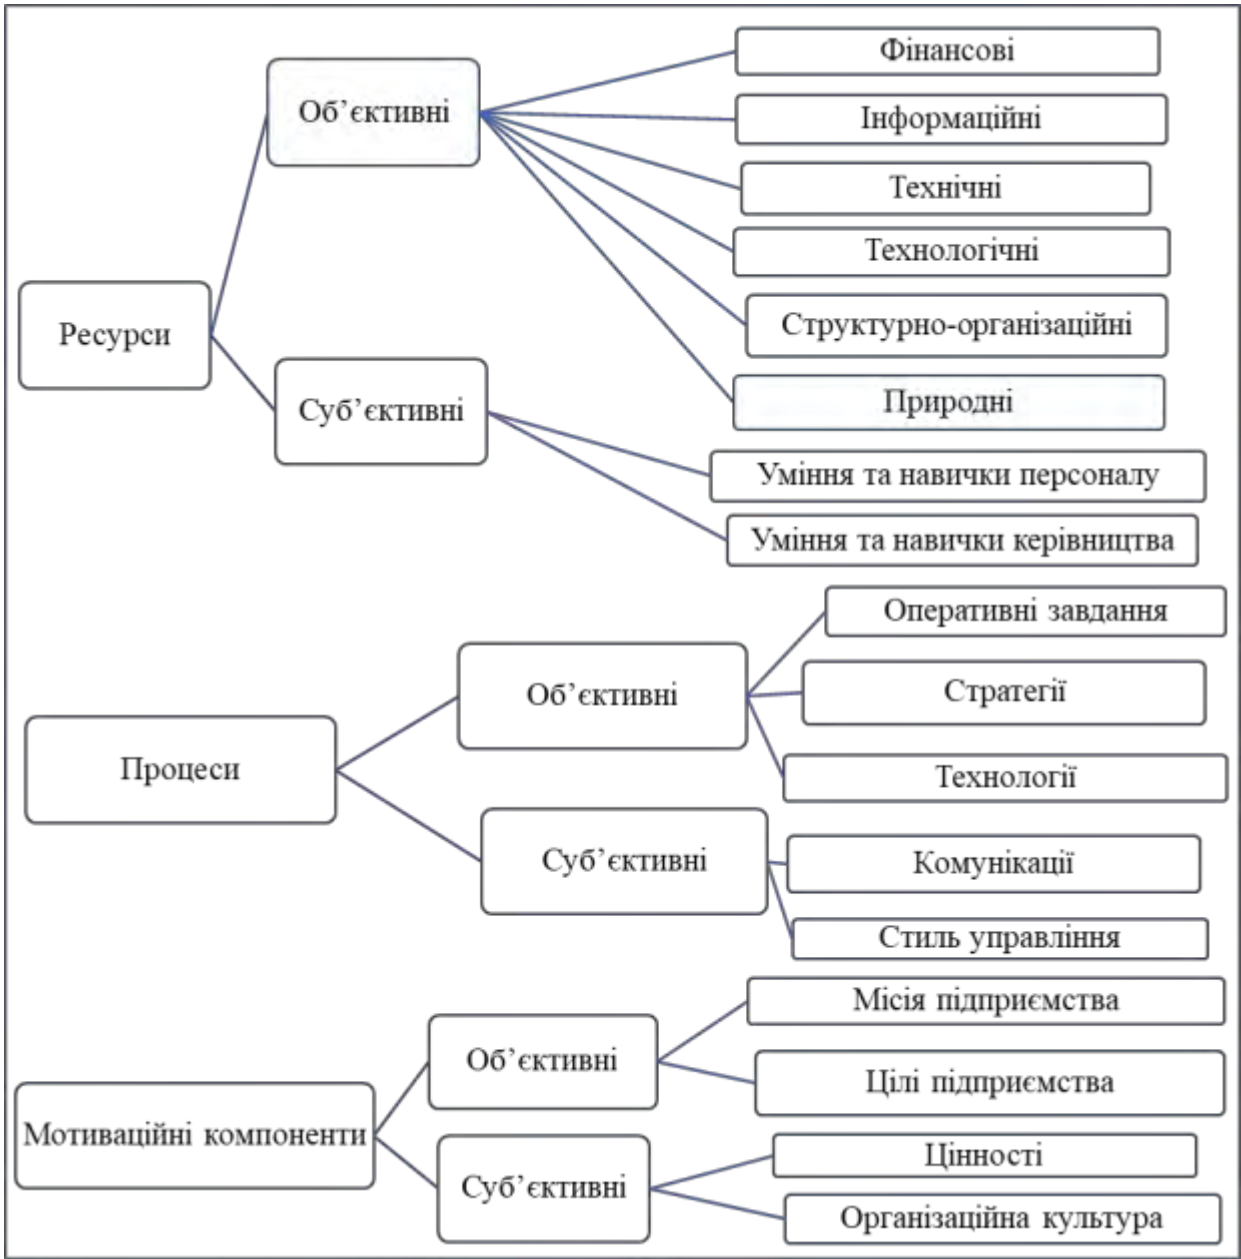 Ресурси
Об’єктивні
Фінансові
Інформаційні
Технічні
Технологічні
Структурно-організаційні
Природні
Суб’єктивні
Уміння та навички персоналу
Уміння та навички керівництва
Процеси
Об’єктивні
Оперативні завдання
Стратегії
Технології
Суб’єктивні
Комунікації
Стиль управління
Мотиваційні компоненти
Об’єктивні
Місія підприємства
Цілі підприємства
Суб’єктивні
Цінності
Організаційна культура